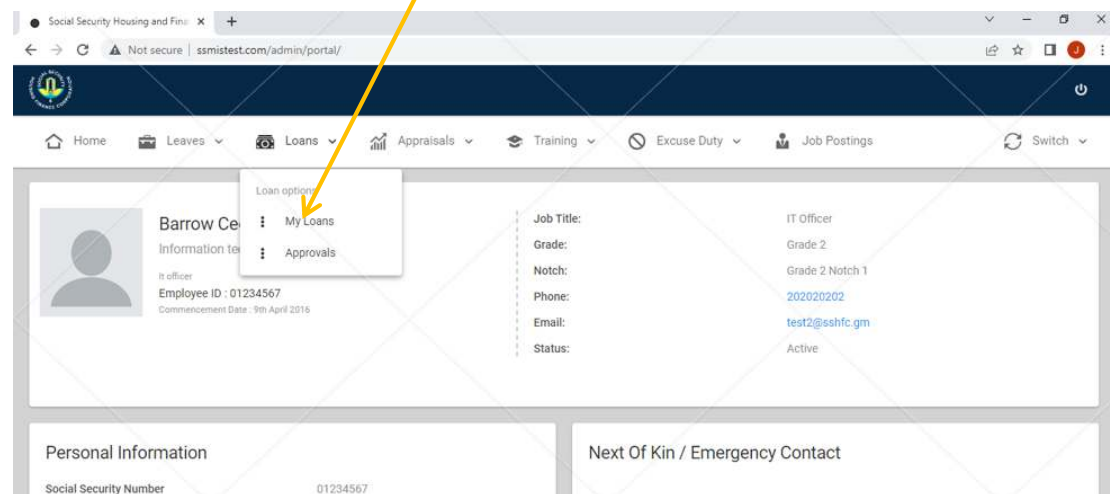 Social Security Housing and Fina
Not secure | ssmistest.com/admin/portal/
J
Home Leaves Loans Appraisals Training Excuse Duty Job Postings Switch
Loan options
My Loans
Approvals
Barrow Ce
Information te
It officer
Employee ID : 01234567
Commencement Date : 9th April 2016
Job Title: IT Officer
Grade: Grade 2
Notch: Grade 2 Notch 1
Phone: 202020202
Email: test2@sshfc.gm
Status: Active
Personal Information
Social Security Number 01234567
Next Of Kin / Emergency Contact